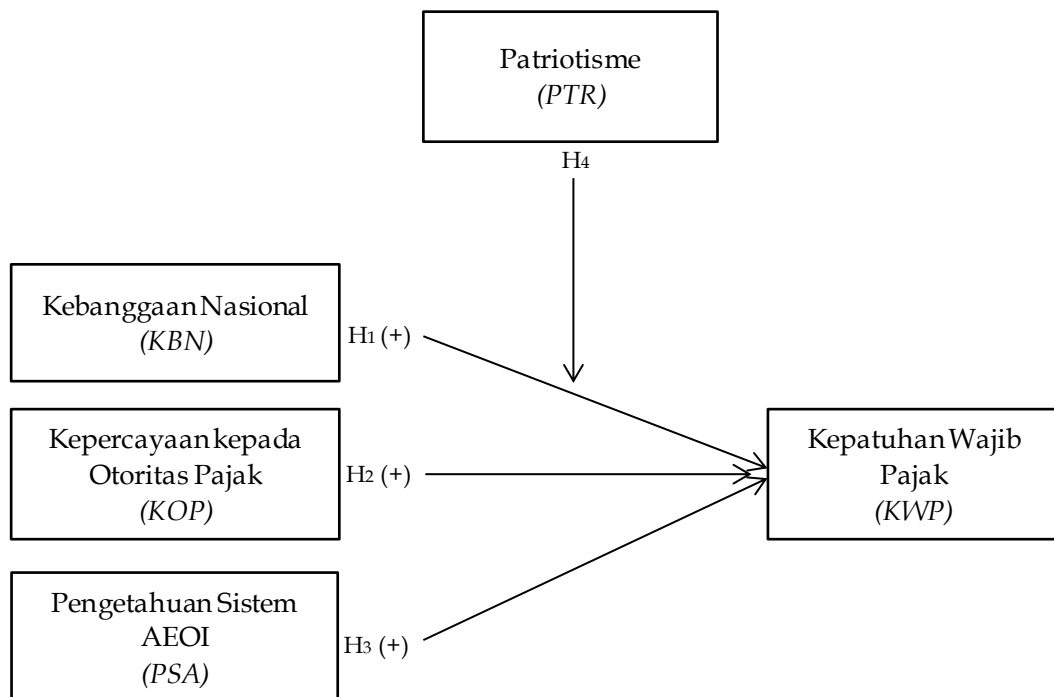 Patriotisme
(PTR)
H4
Kebanggaan Nasional
(KBN)
H1 (+)
Kepercayaan kepada
Otoritas Pajak
(KOP)
H2 (+)
Kepatuhan Wajib
Pajak
(KWP)
Pengetahuan Sistem
AEOI
(PSA)
H3 (+)